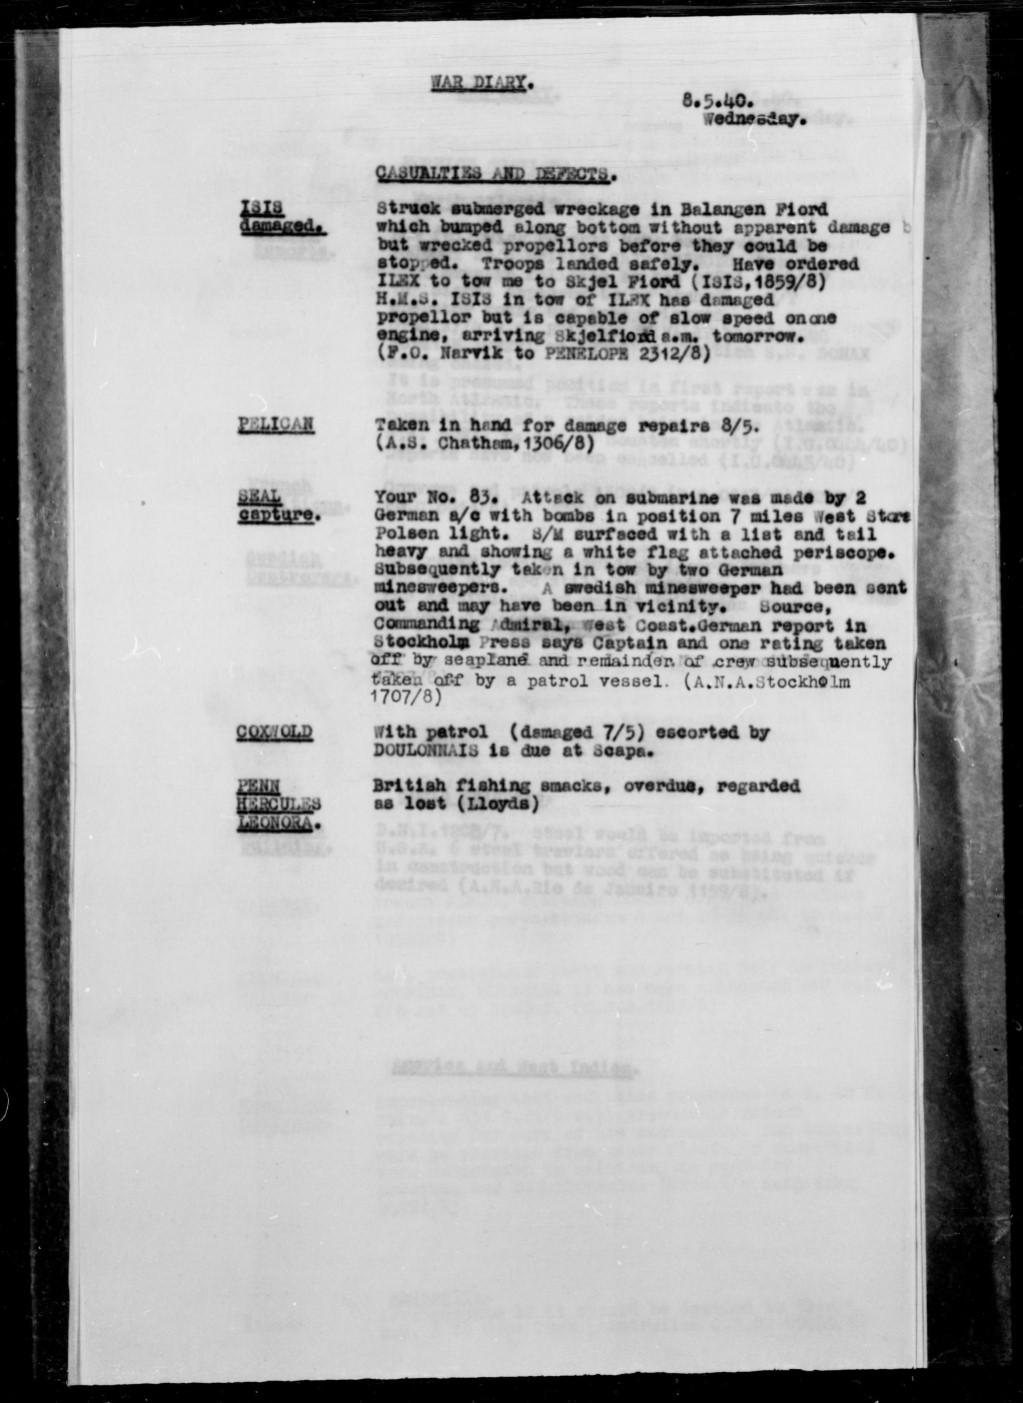 WAR DIARY.
8.5.40.
Wednesday.
CASUALTIES AND DEFECTS.
ISIS Struck submerged wreckage in Balangen Fiord
damaged. which bumped along bottom without apparent damage b
but wrecked propellors before they could be
stopped. Troops landed safely. Have ordered
ILEX to tow me to Skjel Fiord (ISIS,1859/8)
H.M.S. ISIS in tow of ILEX has damaged
propellor but is capable of slow speed on one
engine, arriving Skjelfiord a.m. tomorrow.
(F.O. Narvik to PENELOPE 2312/8)
PELICAN Taken in hand for damage repairs 8/5.
(A.S. Chatham,1306/8)
SEAL Your No. 83. Attack on submarine was made by 2
capture. German a/c with bombs in position 7 miles West Store
Polsen light. S/M surfaced with a list and tail
heavy and showing a white flag attached periscope.
Subsequently taken in tow by two German
minesweepers. A swedish minesweeper had been sent
out and may have been in vicinity. Source,
Commanding Admiral, West Coast.German report in
Stockholm Press says Captain and one rating taken
off by seaplane and remainder of crew subsequently
taken off by a patrol vessel. (A.N.A.Stockholm
1707/8)
COXWOLD With patrol (damaged 7/5) escorted by
DOULONNAIS is due at Scapa.
PENN British fishing smacks, overdue, regarded
HERCULES as lost (Lloyds)
LEONORA.